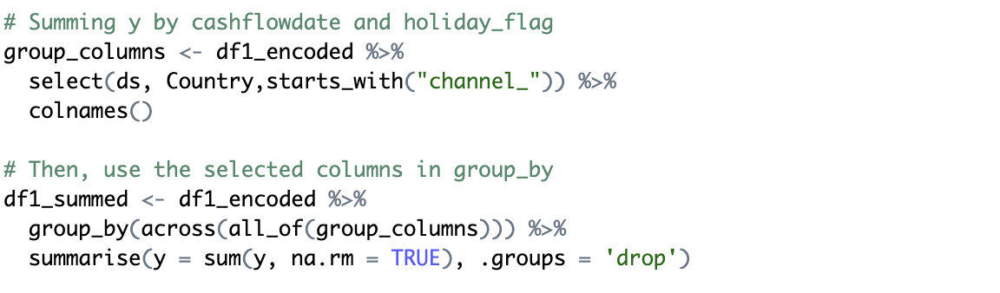 # Summing y by cashflowdate and holiday_flag
group_columns <- df1_encoded %>%
  select(ds, Country,starts_with("channel_")) %>%
  colnames()

# Then, use the selected columns in group_by
df1_summed <- df1_encoded %>%
  group_by(across(all_of(group_columns))) %>%
  summarise(y = sum(y, na.rm = TRUE), .groups = 'drop')